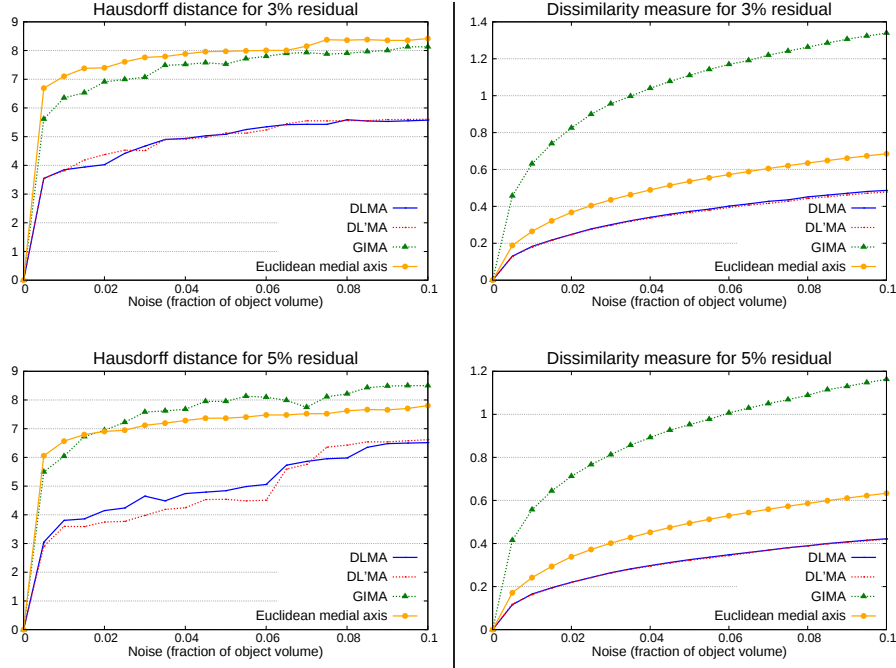 Hausdorff distance for 3% residual
9
8
7
6
5
4
3
2
1
0
DLMA
DL'MA
GIMA
Euclidean medial axis
0 0.02 0.04 0.06 0.08 0.1
Noise (fraction of object volume)
Dissimilarity measure for 3% residual
1.4
1.2
1
0.8
0.6
0.4
0.2
0
DLMA
DL'MA
GIMA
Euclidean medial axis
0 0.02 0.04 0.06 0.08 0.1
Noise (fraction of object volume)
Hausdorff distance for 5% residual
9
8
7
6
5
4
3
2
1
0
DLMA
DL'MA
GIMA
Euclidean medial axis
0 0.02 0.04 0.06 0.08 0.1
Noise (fraction of object volume)
Dissimilarity measure for 5% residual
1.2
1
0.8
0.6
0.4
0.2
0
DLMA
DL'MA
GIMA
Euclidean medial axis
0 0.02 0.04 0.06 0.08 0.1
Noise (fraction of object volume)